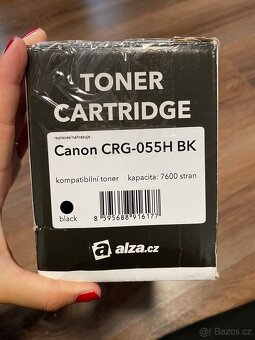 TONER
CARTRIDGE
replaces/nahrazuje
Canon CRG-055H BK
kompatibilní toner kapacita: 7600 stran
black
8 595688 916177
a alza.cz
Bazos.cz